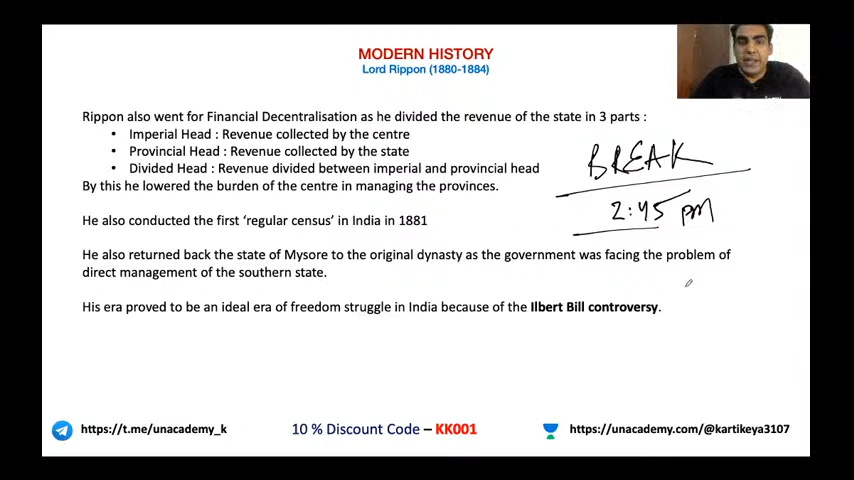 MODERN HISTORY
Lord Rippon (1880-1884)
Rippon also went for Financial Decentralisation as he divided the revenue of the state in 3 parts :
• Imperial Head : Revenue collected by the centre
• Provincial Head : Revenue collected by the state
• Divided Head : Revenue divided between imperial and provincial head
By this he lowered the burden of the centre in managing the provinces.
BREAK
2:45 pm
He also conducted the first ‘regular census’ in India in 1881
He also returned back the state of Mysore to the original dynasty as the government was facing the problem of
direct management of the southern state.
His era proved to be an ideal era of freedom struggle in India because of the Ilbert Bill controversy.
https://t.me/unacademy_k
10 % Discount Code – KK001
https://unacademy.com/@kartikeya3107